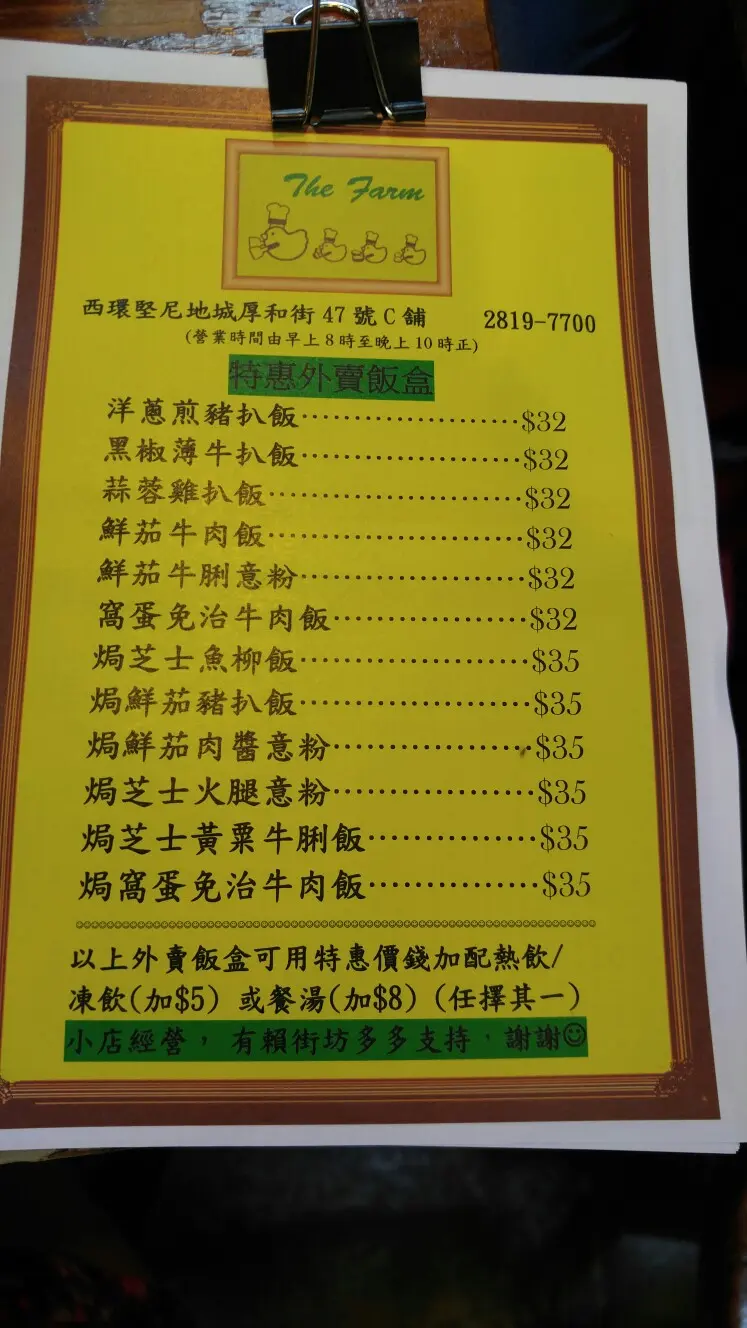 The Farm
西環堅尼地城厚和街 47 號 C 舖 2819-7700
(營業時間由早上 8 時至晚上 10 時正)
特惠外賣飯盒
洋蔥煎豬扒飯······················$32
黑椒薄牛扒飯······················$32
蒜蓉雞扒飯·························$32
鮮茄牛肉飯·························$32
鮮茄牛脷意粉······················$32
窩蛋免治牛肉飯···················$32
焗芝士魚柳飯······················$35
焗鮮茄豬扒飯······················$35
焗鮮茄肉醬意粉···················$35
焗芝士火腿意粉···················$35
焗芝士黃粟牛脷飯···············$35
焗窩蛋免治牛肉飯···············$35
以上外賣飯盒可用特惠價錢加配熱飲/
凍飲(加$5) 或餐湯(加$8) (任擇其一)
小店經營， 有賴街坊多多支持，謝謝☺